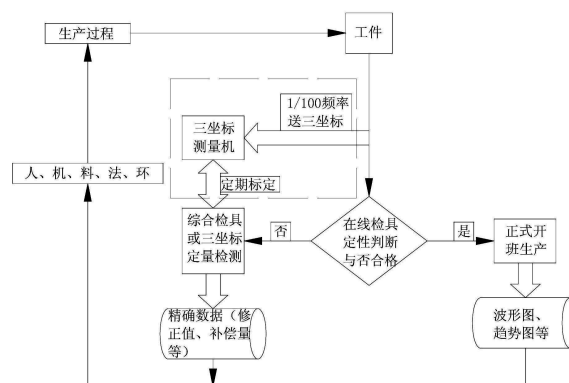 生产过程
工件
1/100频率
送三坐标
三坐标
测量机
人、机、料、法、环
定期标定
综合检具
或三坐标
定量检测
否
在线检具
定性判断
与否合格
是
正式开
班生产
精确数据（修
正值、补偿量
等）
波形图、
趋势图等